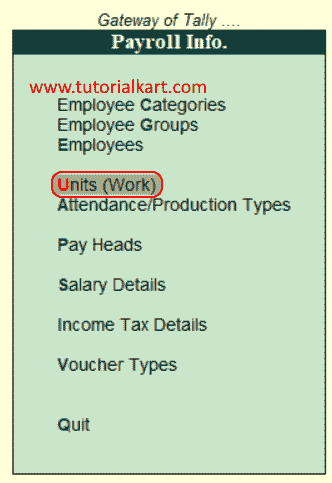 Gateway of Tally ....
Payroll Info.
www.tutorialkart.com
Employee Categories
Employee Groups
Employees
Units (Work)
Attendance/Production Types
Pay Heads
Salary Details
Income Tax Details
Voucher Types
Quit